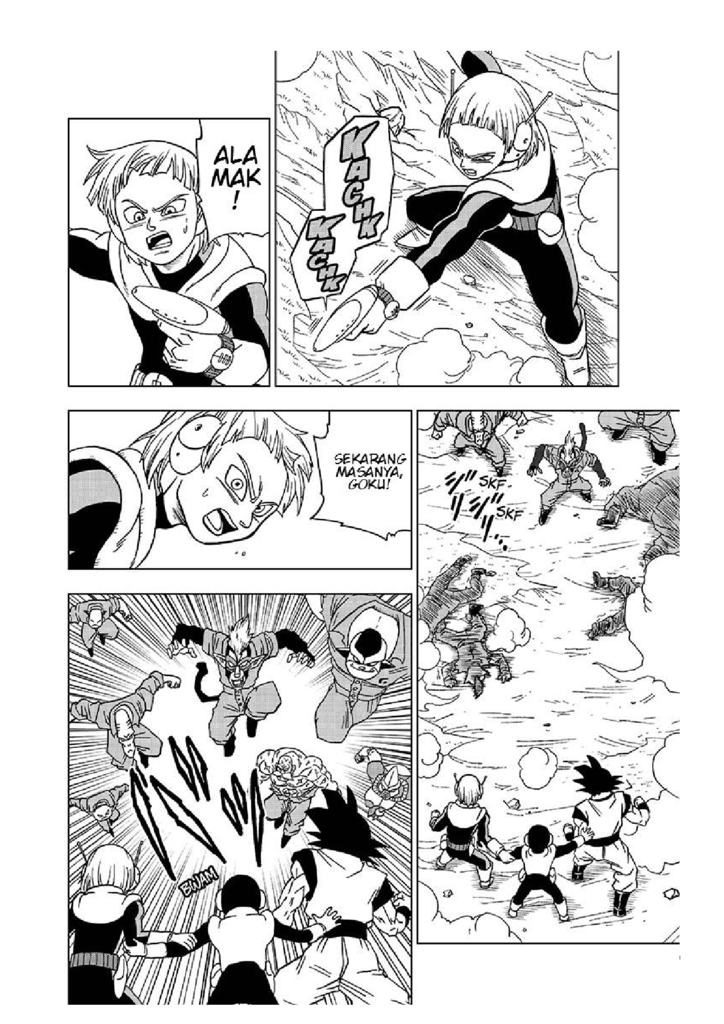 KACHK
KACHK
ALA
MAK
!
SKF
SKF
SEKARANG
MASANYA,
GOKU!
BWAM